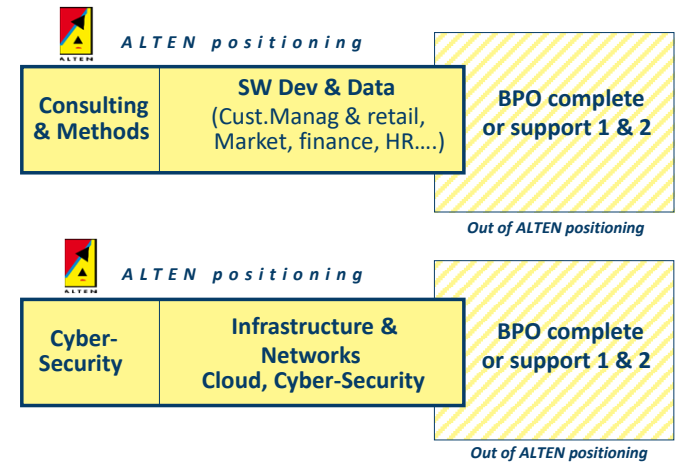 ALTEN
ALTEN positioning
Consulting
& Methods
SW Dev & Data
(Cust.Manag & retail,
Market, finance, HR....)
BPO complete
or support 1 & 2
Out of ALTEN positioning
ALTEN
ALTEN positioning
Cyber-
Security
Infrastructure &
Networks
Cloud, Cyber-Security
BPO complete
or support 1 & 2
Out of ALTEN positioning